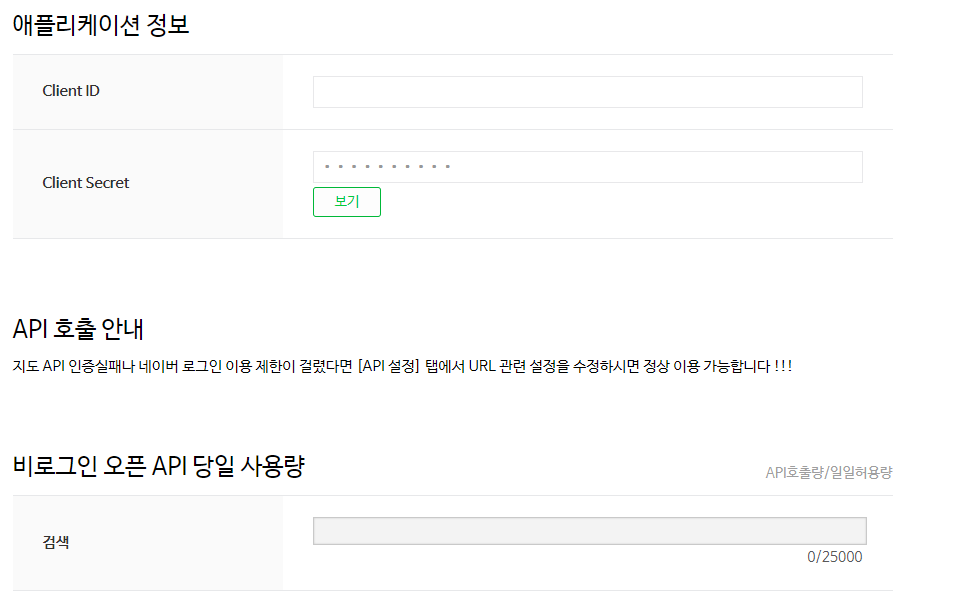 애플리케이션 정보
Client ID
Client Secret
보기
API 호출 안내
지도 API 인증실패나 네이버 로그인 이용 제한이 걸렸다면 [API 설정] 탭에서 URL 관련 설정을 수정하시면 정상 이용 가능합니다 !!!
비로그인 오픈 API 당일 사용량
API호출량/일일허용량
검색
0/25000